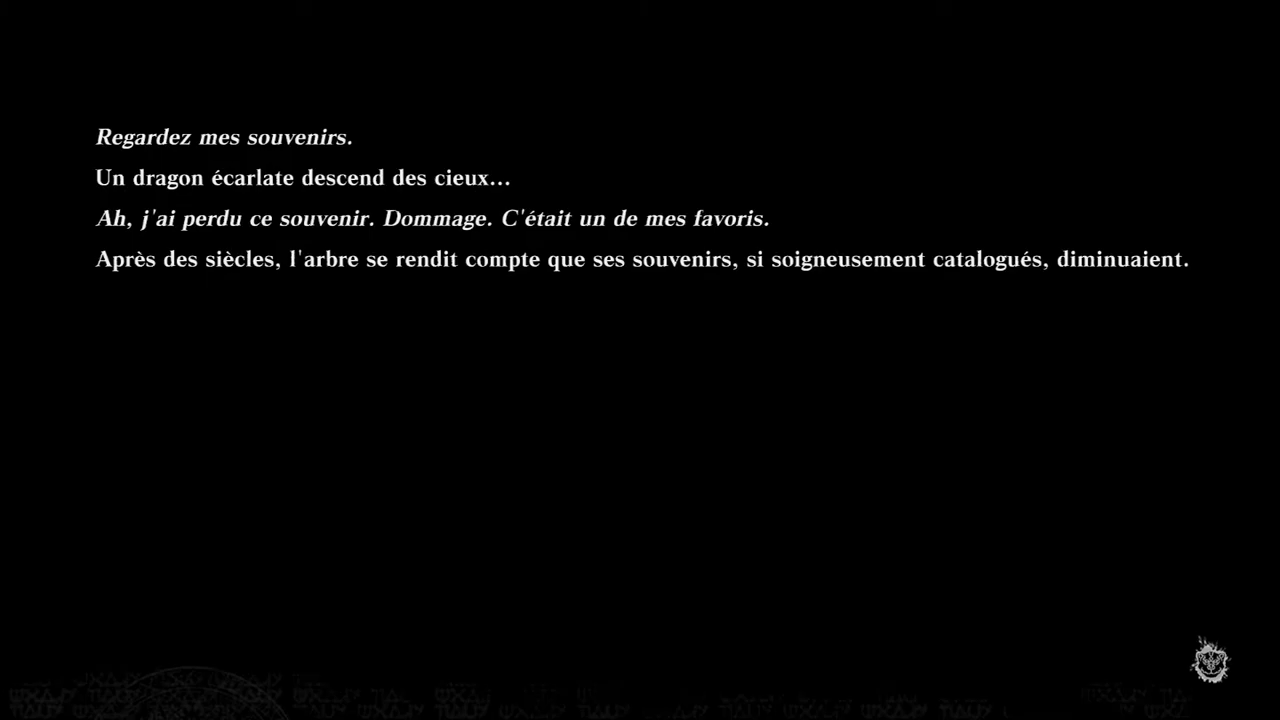 Regardez mes souvenirs.
Un dragon écarlate descend des cieux...
Ah, j'ai perdu ce souvenir. Dommage. C'était un de mes favoris.
Après des siècles, l'arbre se rendit compte que ses souvenirs, si soigneusement catalogués, diminuaient.